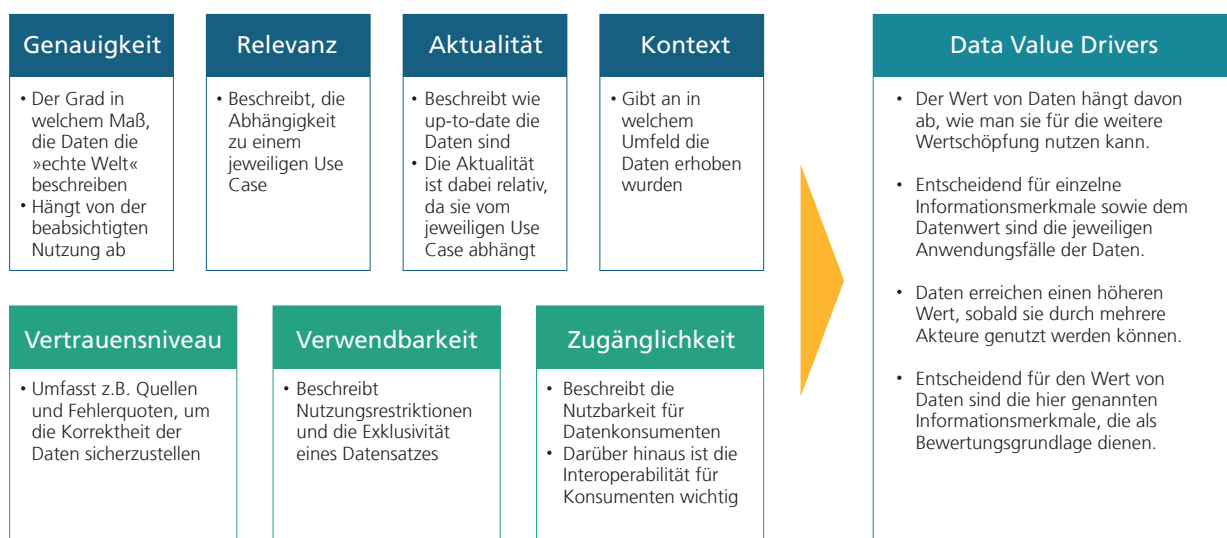 Genauigkeit
• Der Grad in
welchem Maß,
die Daten die
»echte Welt«
beschreiben
• Hängt von der
beabsichtigten
Nutzung ab
Relevanz
• Beschreibt, die
Abhängigkeit
zu einem
jeweiligen Use
Case
Aktualität
• Beschreibt wie
up-to-date die
Daten sind
• Die Aktualität
ist dabei relativ,
da sie vom
jeweiligen Use
Case abhängt
Kontext
• Gibt an in
welchem
Umfeld die
Daten erhoben
wurden
Vertrauensniveau
• Umfasst z.B. Quellen
und Fehlerquoten, um
die Korrektheit der
Daten sicherzustellen
Verwendbarkeit
• Beschreibt
Nutzungsrestriktionen
und die Exklusivität
eines Datensatzes
Zugänglichkeit
• Beschreibt die
Nutzbarkeit für
Datenkonsumenten
• Darüber hinaus ist die
Interoperabilität für
Konsumenten wichtig
Data Value Drivers
• Der Wert von Daten hängt davon
ab, wie man sie für die weitere
Wertschöpfung nutzen kann.
• Entscheidend für einzelne
Informationsmerkmale sowie dem
Datenwert sind die jeweiligen
Anwendungsfälle der Daten.
• Daten erreichen einen höheren
Wert, sobald sie durch mehrere
Akteure genutzt werden können.
• Entscheidend für den Wert von
Daten sind die hier genannten
Informationsmerkmale, die als
Bewertungsgrundlage dienen.